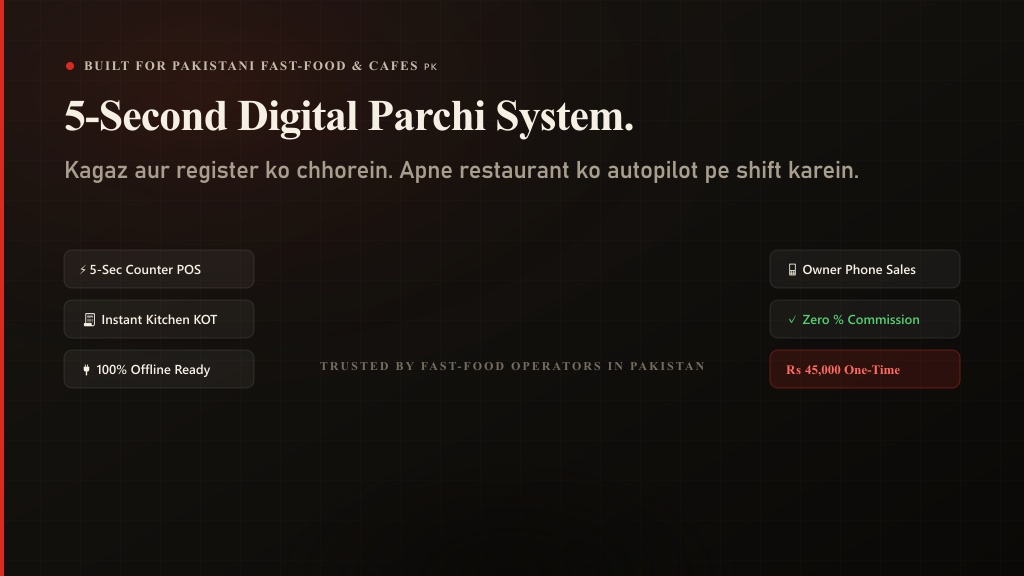 BUILT FOR PAKISTANI FAST-FOOD & CAFES PK
5-Second Digital Parchi System.
Kagaz aur register ko chhorein. Apne restaurant ko autopilot pe shift karein.
⚡ 5-Sec Counter POS
Instant Kitchen KOT
100% Offline Ready
TRUSTED BY FAST-FOOD OPERATORS IN PAKISTAN
Owner Phone Sales
✓ Zero % Commission
Rs 45,000 One-Time